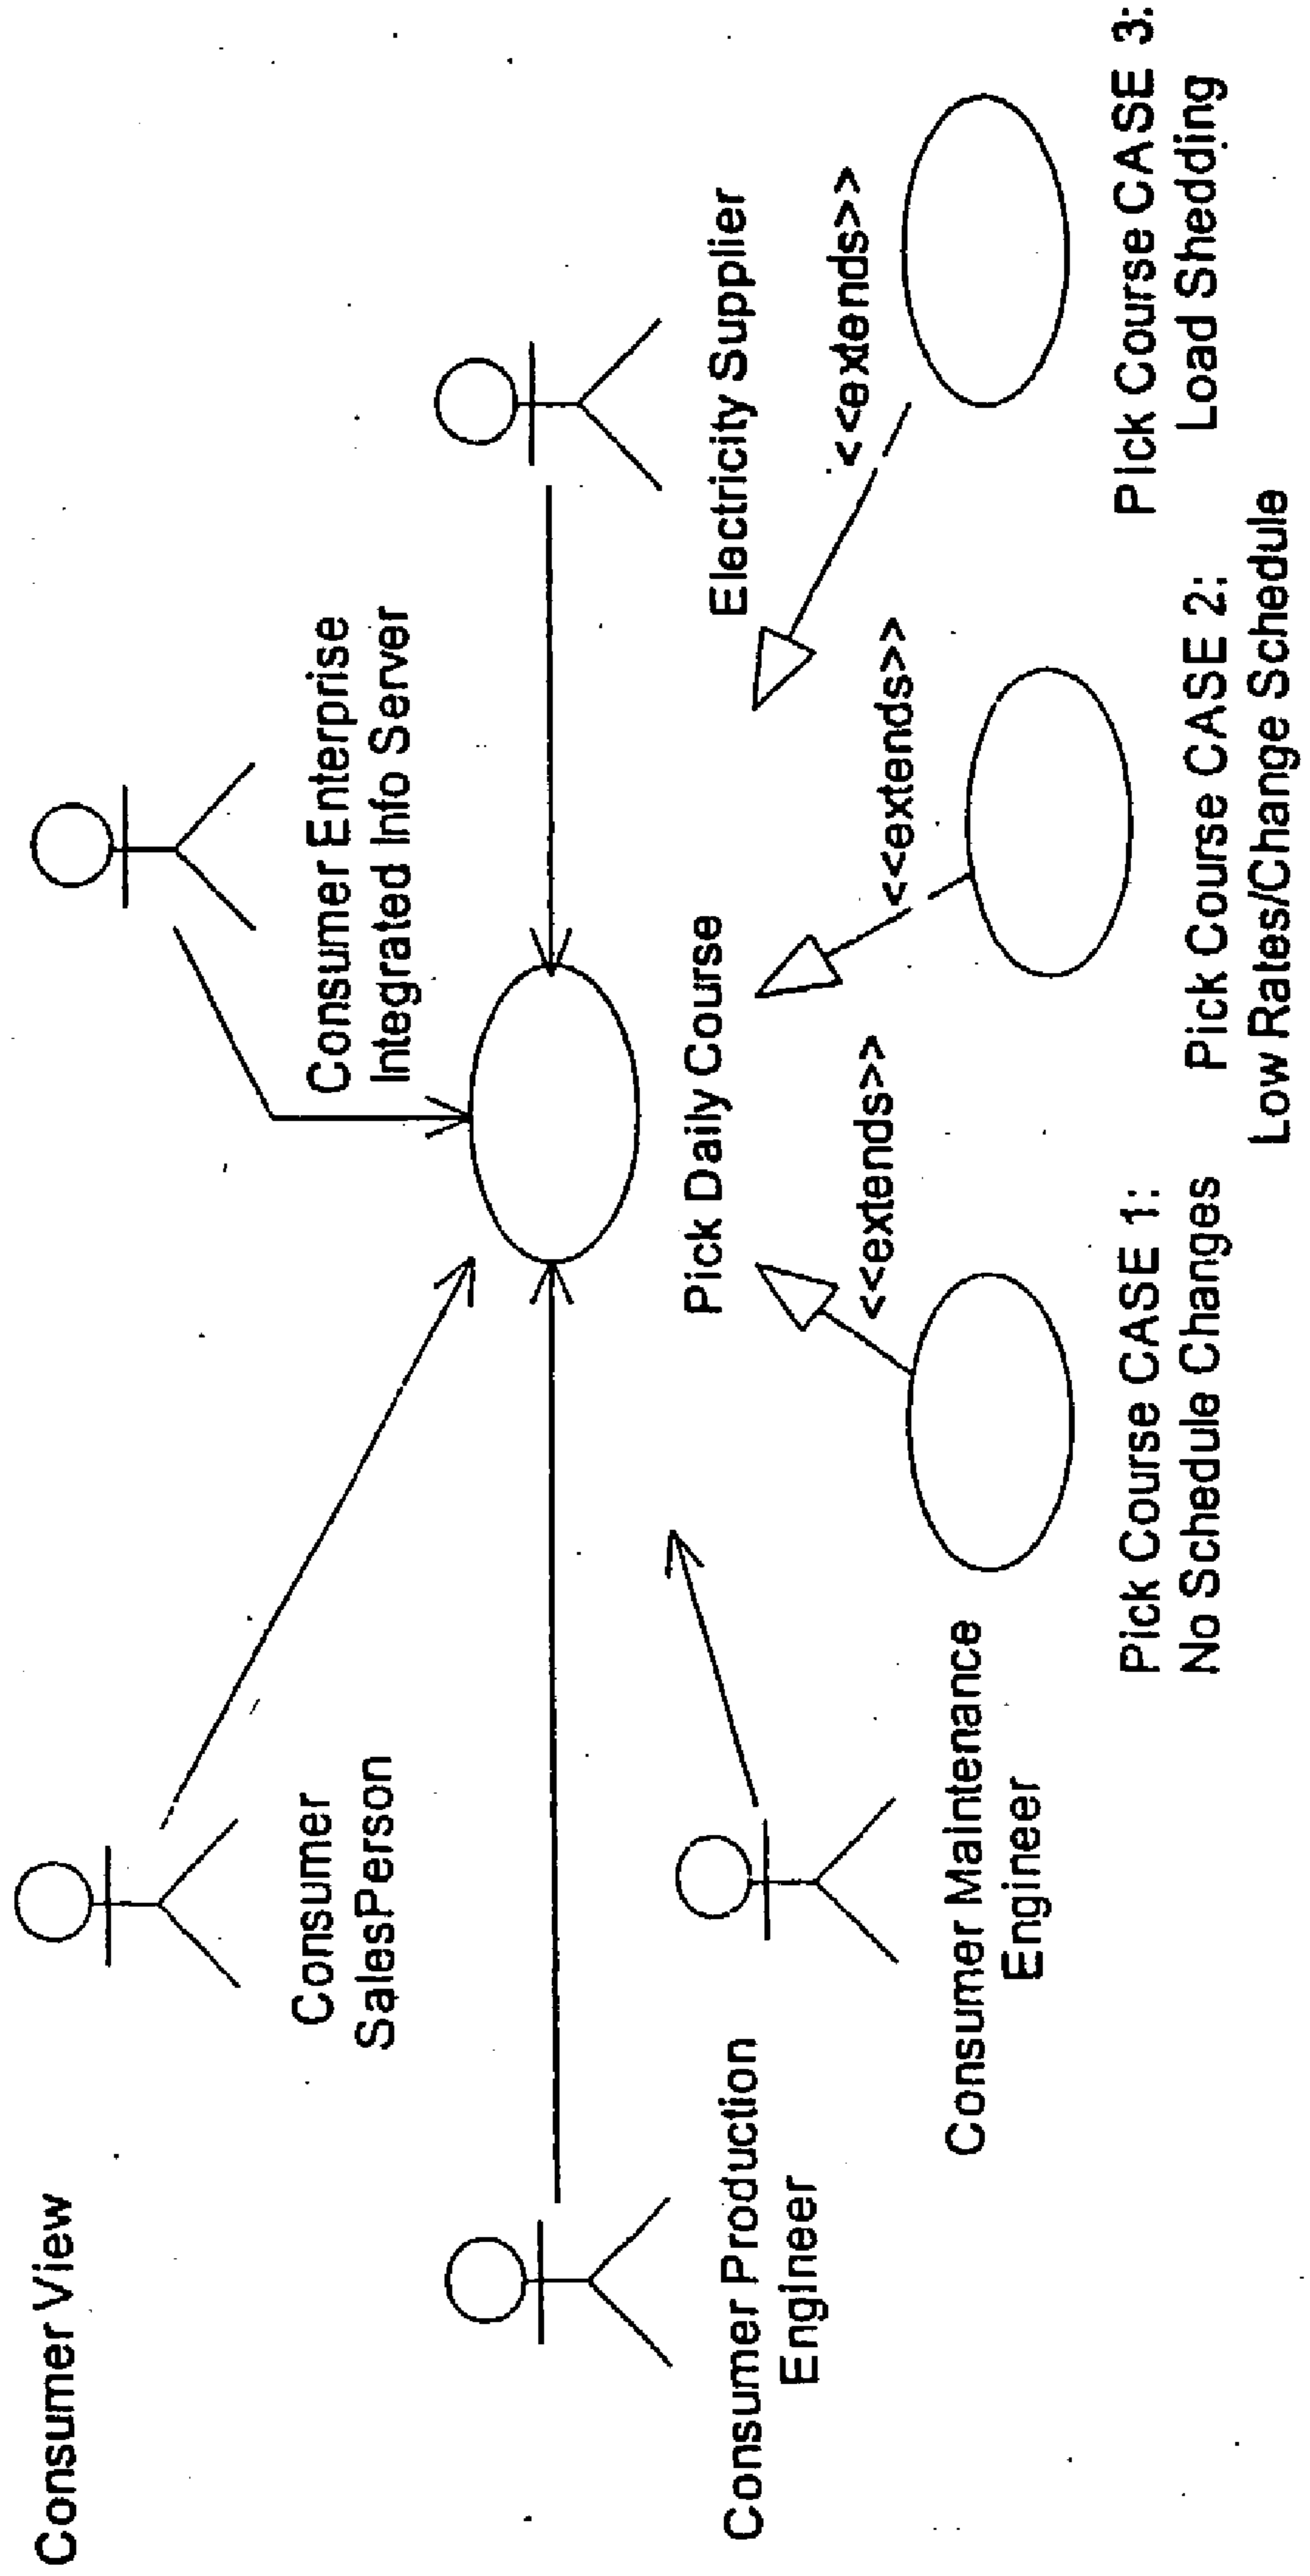 Consumer View
Consumer
SalesPerson
Consumer Enterprise
Integrated Info Server
Consumer Production
Engineer
Pick Daily Course
Electricity Supplier
Consumer Maintenance
Engineer
<<extends>>
<<extends>>
<<extends>>
Pick Course CASE 1:
No Schedule Changes
Pick Course CASE 2:
Low Rates/Change Schedule
Pick Course CASE 3:
Load Shedding